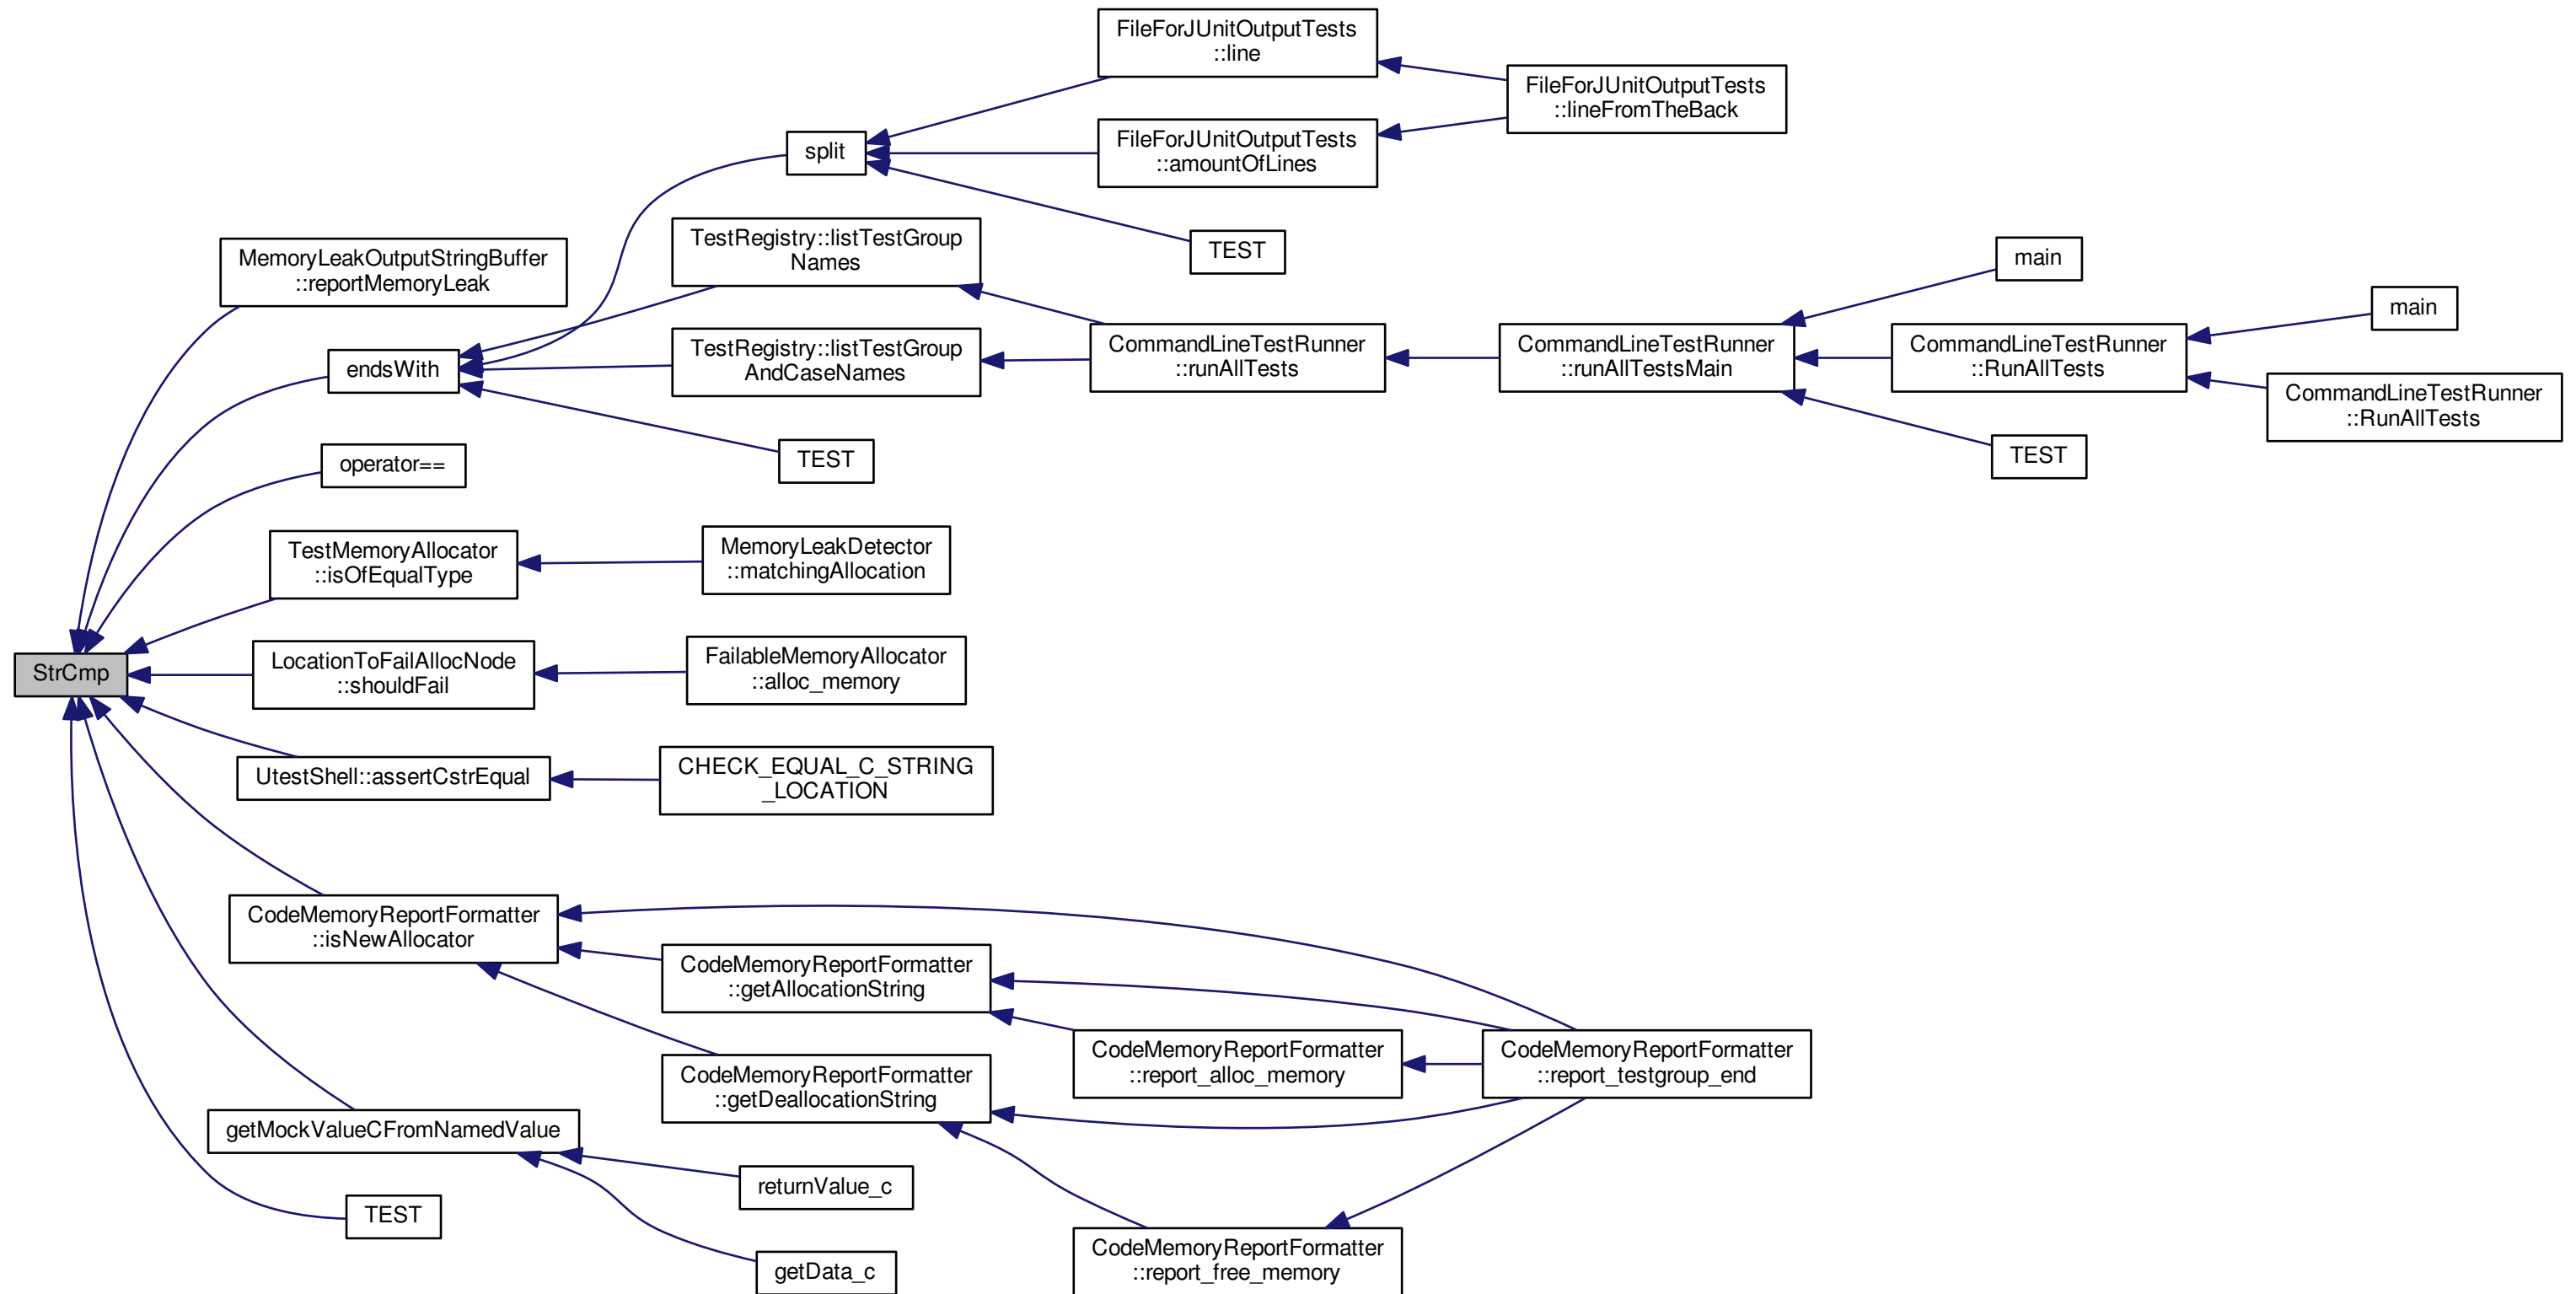 FileForJUnitOutputTests
::line
FileForJUnitOutputTests
::lineFromTheBack
split
FileForJUnitOutputTests
::amountOfLines
TEST
MemoryLeakOutputStringBuffer
::reportMemoryLeak
TestRegistry::listTestGroup
Names
main
main
endsWith
TestRegistry::listTestGroup
AndCaseNames
CommandLineTestRunner
::runAllTests
CommandLineTestRunner
::runAllTestsMain
CommandLineTestRunner
::RunAllTests
CommandLineTestRunner
::RunAllTests
TEST
TEST
operator==
TestMemoryAllocator
::isOfEqualType
MemoryLeakDetector
::matchingAllocation
StrCmp
LocationToFailAllocNode
::shouldFail
FailableMemoryAllocator
::alloc_memory
UtestShell::assertCstrEqual
CHECK_EQUAL_C_STRING
_LOCATION
CodeMemoryReportFormatter
::isNewAllocator
CodeMemoryReportFormatter
::getAllocationString
CodeMemoryReportFormatter
::getDeallocationString
CodeMemoryReportFormatter
::report_alloc_memory
CodeMemoryReportFormatter
::report_testgroup_end
getMockValueCFromNamedValue
returnValue_c
TEST
getData_c
CodeMemoryReportFormatter
::report_free_memory